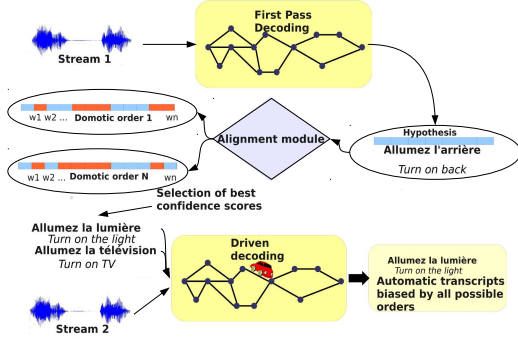 First Pass
Decoding
Stream 1
Hypothesis
Allumez l'arrière
Turn on back
Alignment module
w1 w2 ... Domotic order 1 wn
w1 w2 ... Domotic order N wn
Selection of best
confidence scores
Allumez la lumière
Turn on the light
Allumez la télévision
Turn on TV
Stream 2
Driven
decoding
Allumez la lumière
Turn on the light
Automatic transcripts
biased by all possible
orders